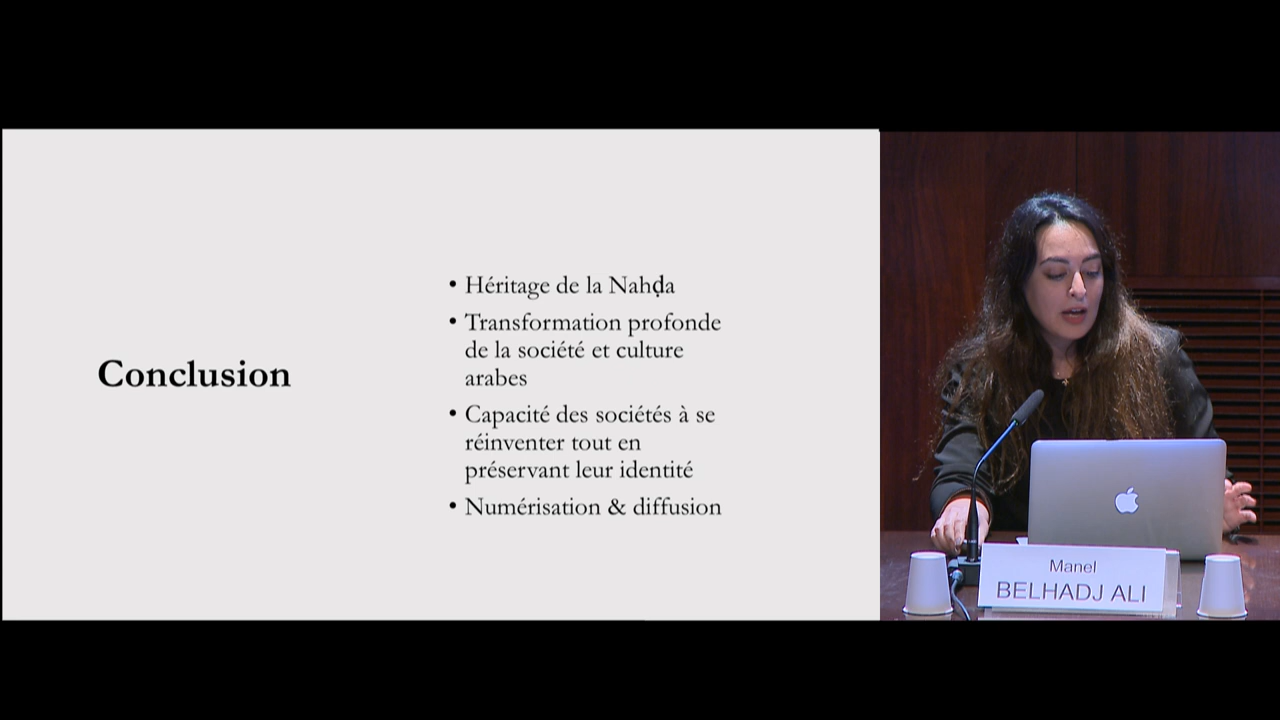 Conclusion
• Héritage de la Nahḍa
• Transformation profonde
de la société et culture
arabes
• Capacité des sociétés à se
réinventer tout en
préservant leur identité
• Numérisation & diffusion
Manel
BELHADJ ALI